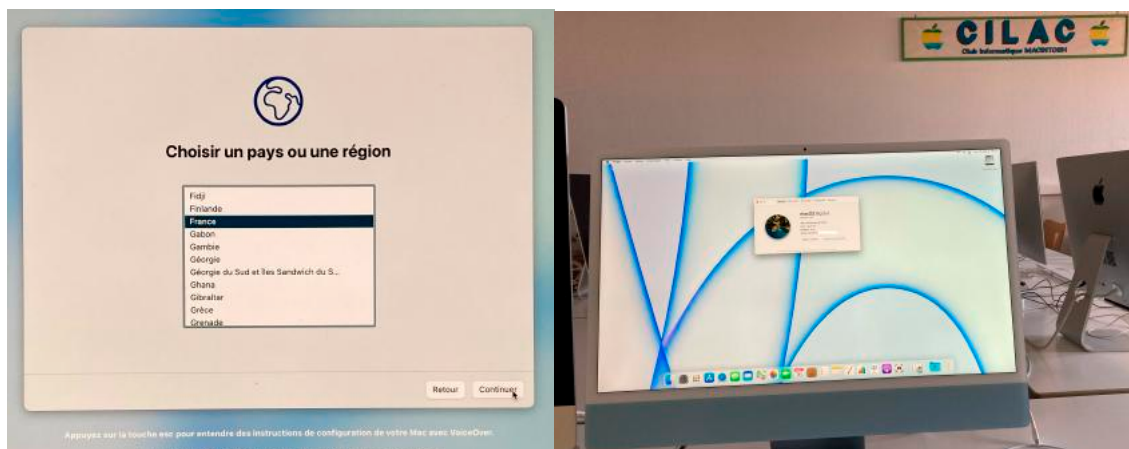 Choisir un pays ou une région
Fidji
Finlande
France
Gabon
Gambie
Géorgie
Géorgie du Sud et îles Sandwich du S...
Ghana
Gibraltar
Grèce
Grenade
Retour
Continuer
Appuyez sur la touche esc pour entendre des instructions de configuration de votre Mac avec VoiceOver.
CILAC
Club Informatique MACINTOSH
macOS